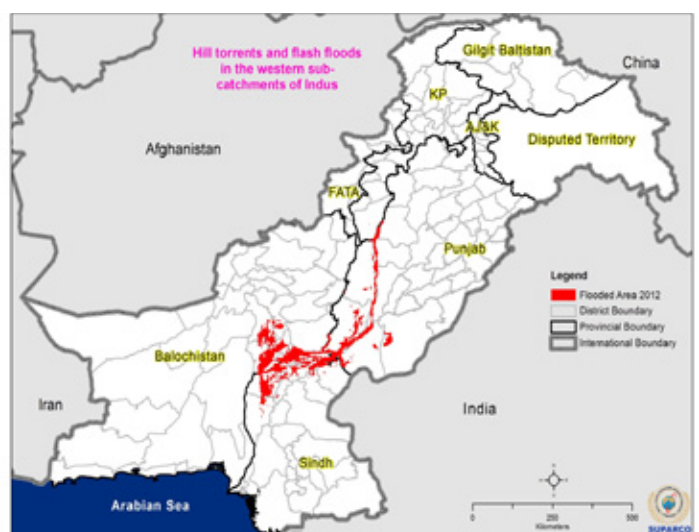 Hill torrents and flash floods
in the western sub-
catchments of Indus
Gilgit Baltistan
China
KP
AJ&K
Disputed Territory
Afghanistan
FATA
Punjab
Legend
Flooded Area 2012
District Boundary
Provincial Boundary
International Boundary
Balochistan
Iran
India
Sindh
Arabian Sea
0 250 500
Kilometers
SUPARCO